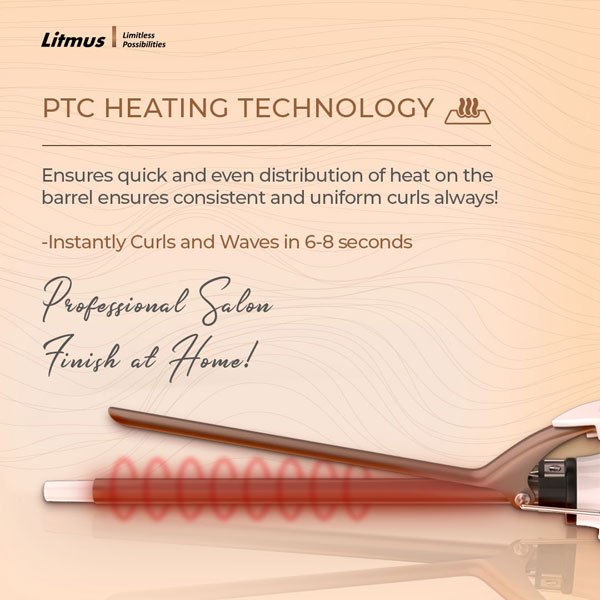 Litmus
Limitless
Possibilities
PTC HEATING TECHNOLOGY
Ensures quick and even distribution of heat on the
barrel ensures consistent and uniform curls always!
-Instantly Curls and Waves in 6-8 seconds
Professional Salon
Finish at Home!